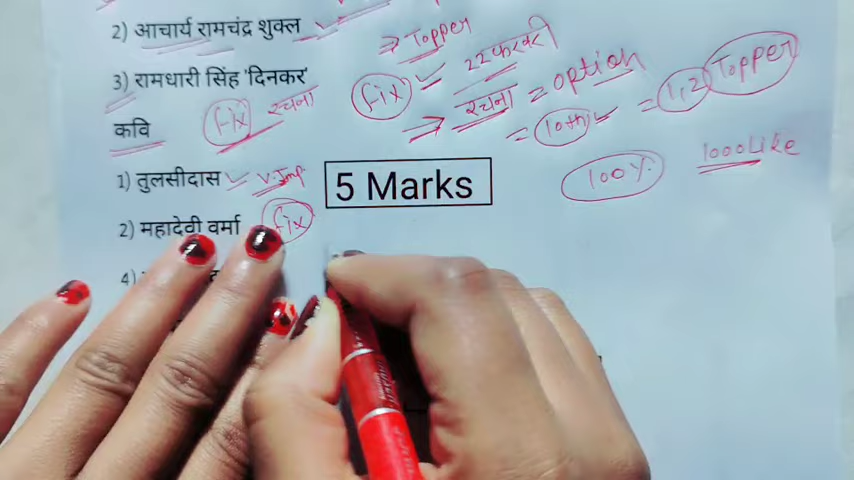 2) आचार्य रामचंद्र शुक्ल
⇒ Topper
3) रामधारी सिंह 'दिनकर'
Fix रचना
Fix 22 फरवरी
⇒ रचना = option
= 10th = 1,2 Topper
कवि
1) तुलसीदास V.Imp.
5 Marks
100%. 1000 Like
2) महादेवी वर्मा Fix
4)